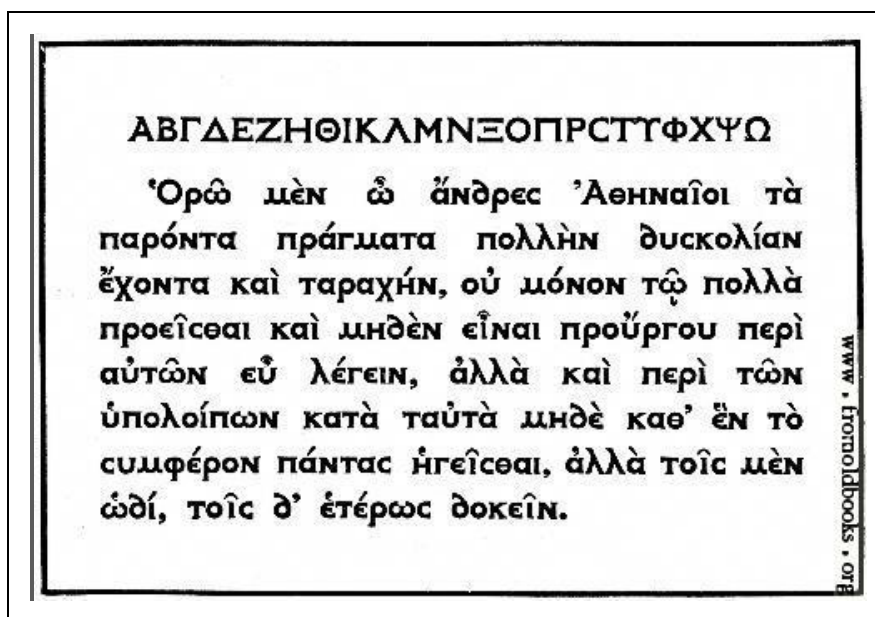 ΑΒΓΔΕΖΗΘΙΚΛΜΝΞΟΠΡϹΤΥΦΧΨΩ
Ὁρῶ μὲν ὦ ἄνδρεϲ Ἀθηναῖοι τὰ
παρόντα πράγματα πολλὴν δυϲκολίαν
ἔχοντα καὶ ταραχήν, οὐ μόνον τῷ πολλὰ
προεῖϲθαι καὶ μηδὲν εἶναι προὔργου περὶ
αὐτῶν εὖ λέγειν, ἀλλὰ καὶ περὶ τῶν
ὑπολοίπων κατὰ ταὐτὰ μηδὲ καθ’ ἓν τὸ
ϲυμφέρον πάνταϲ ἡγεῖϲθαι, ἀλλὰ τοῖϲ μὲν
ὡδί, τοῖϲ δ’ ἑτέρωϲ δοκεῖν.
www.fromoldbooks.org